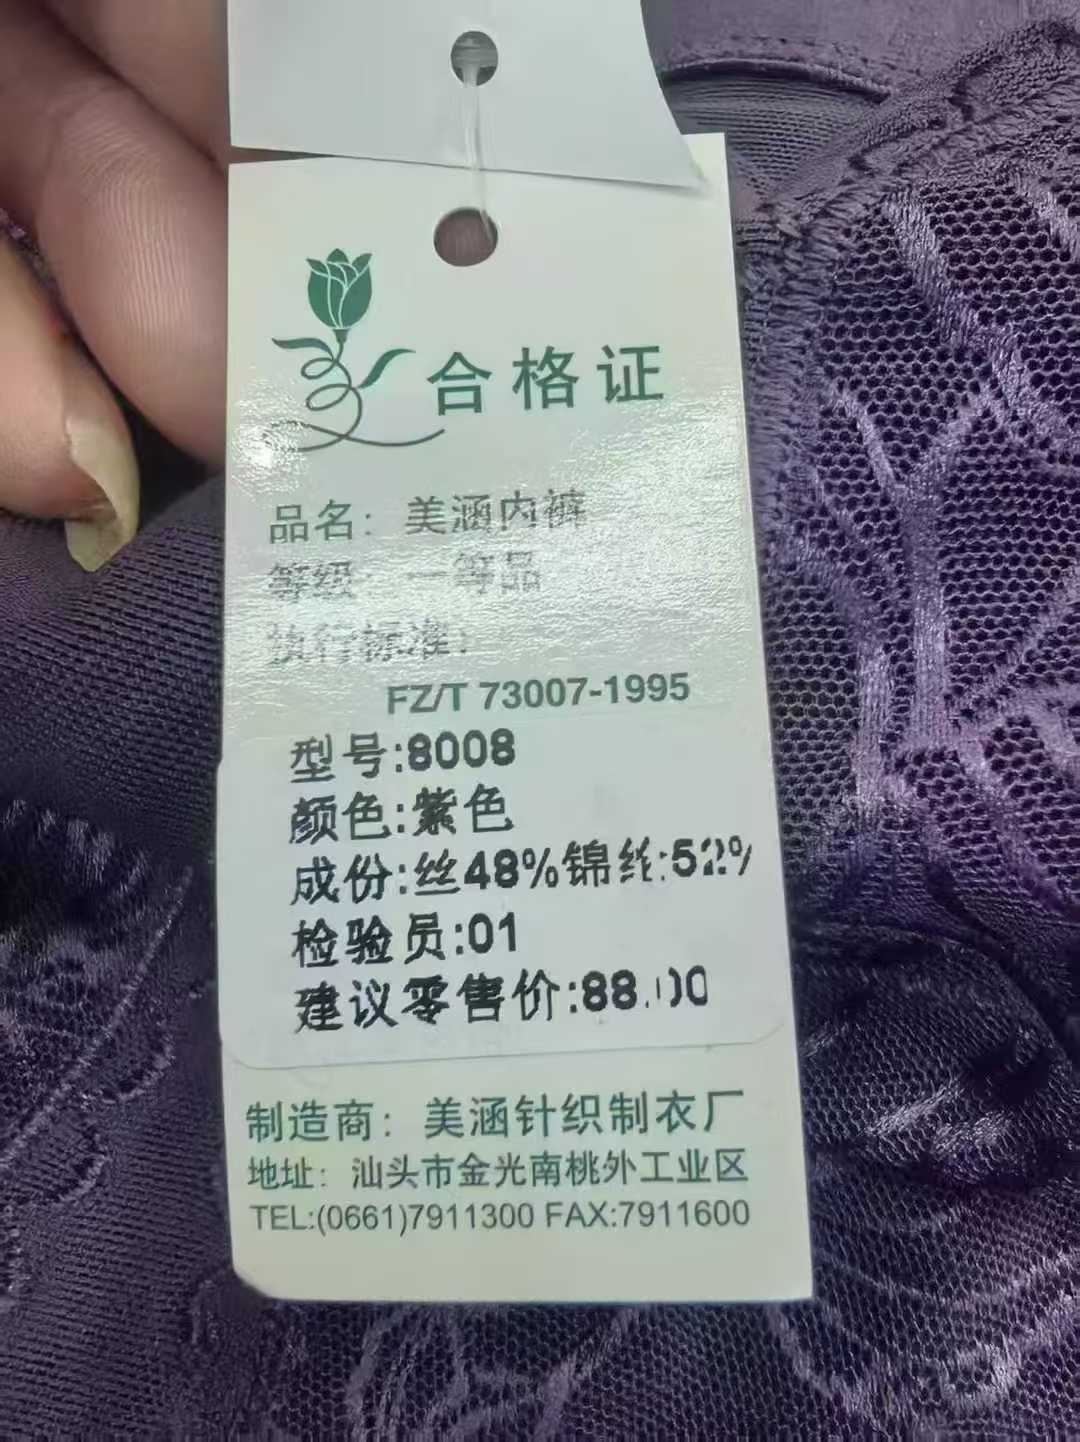 合格证
品名：美涵内裤
等级：一等品
执行标准：
FZ/T 73007-1995
型号:8008
颜色:紫色
成份:丝48%锦丝:52%
检验员:01
建议零售价:88.00
制造商：美涵针织制衣厂
地址：汕头市金光南桃外工业区
TEL:(0661)7911300 FAX:7911600